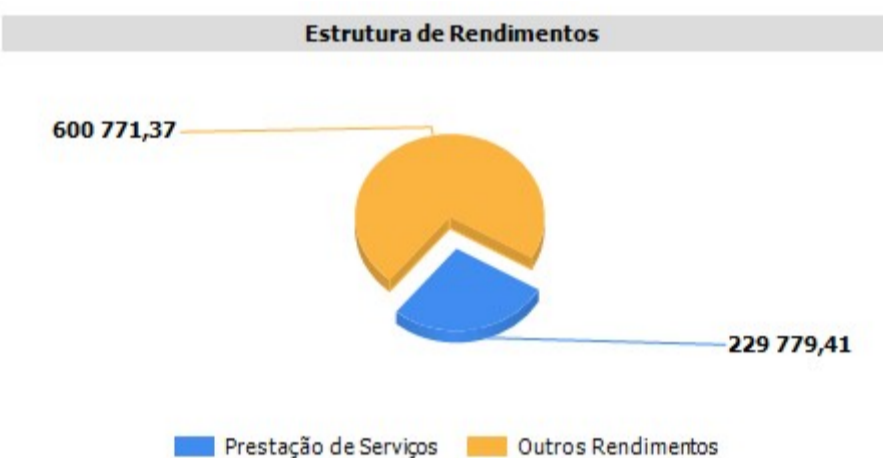 Estrutura de Rendimentos
600 771,37
229 779,41
Prestação de Serviços
Outros Rendimentos